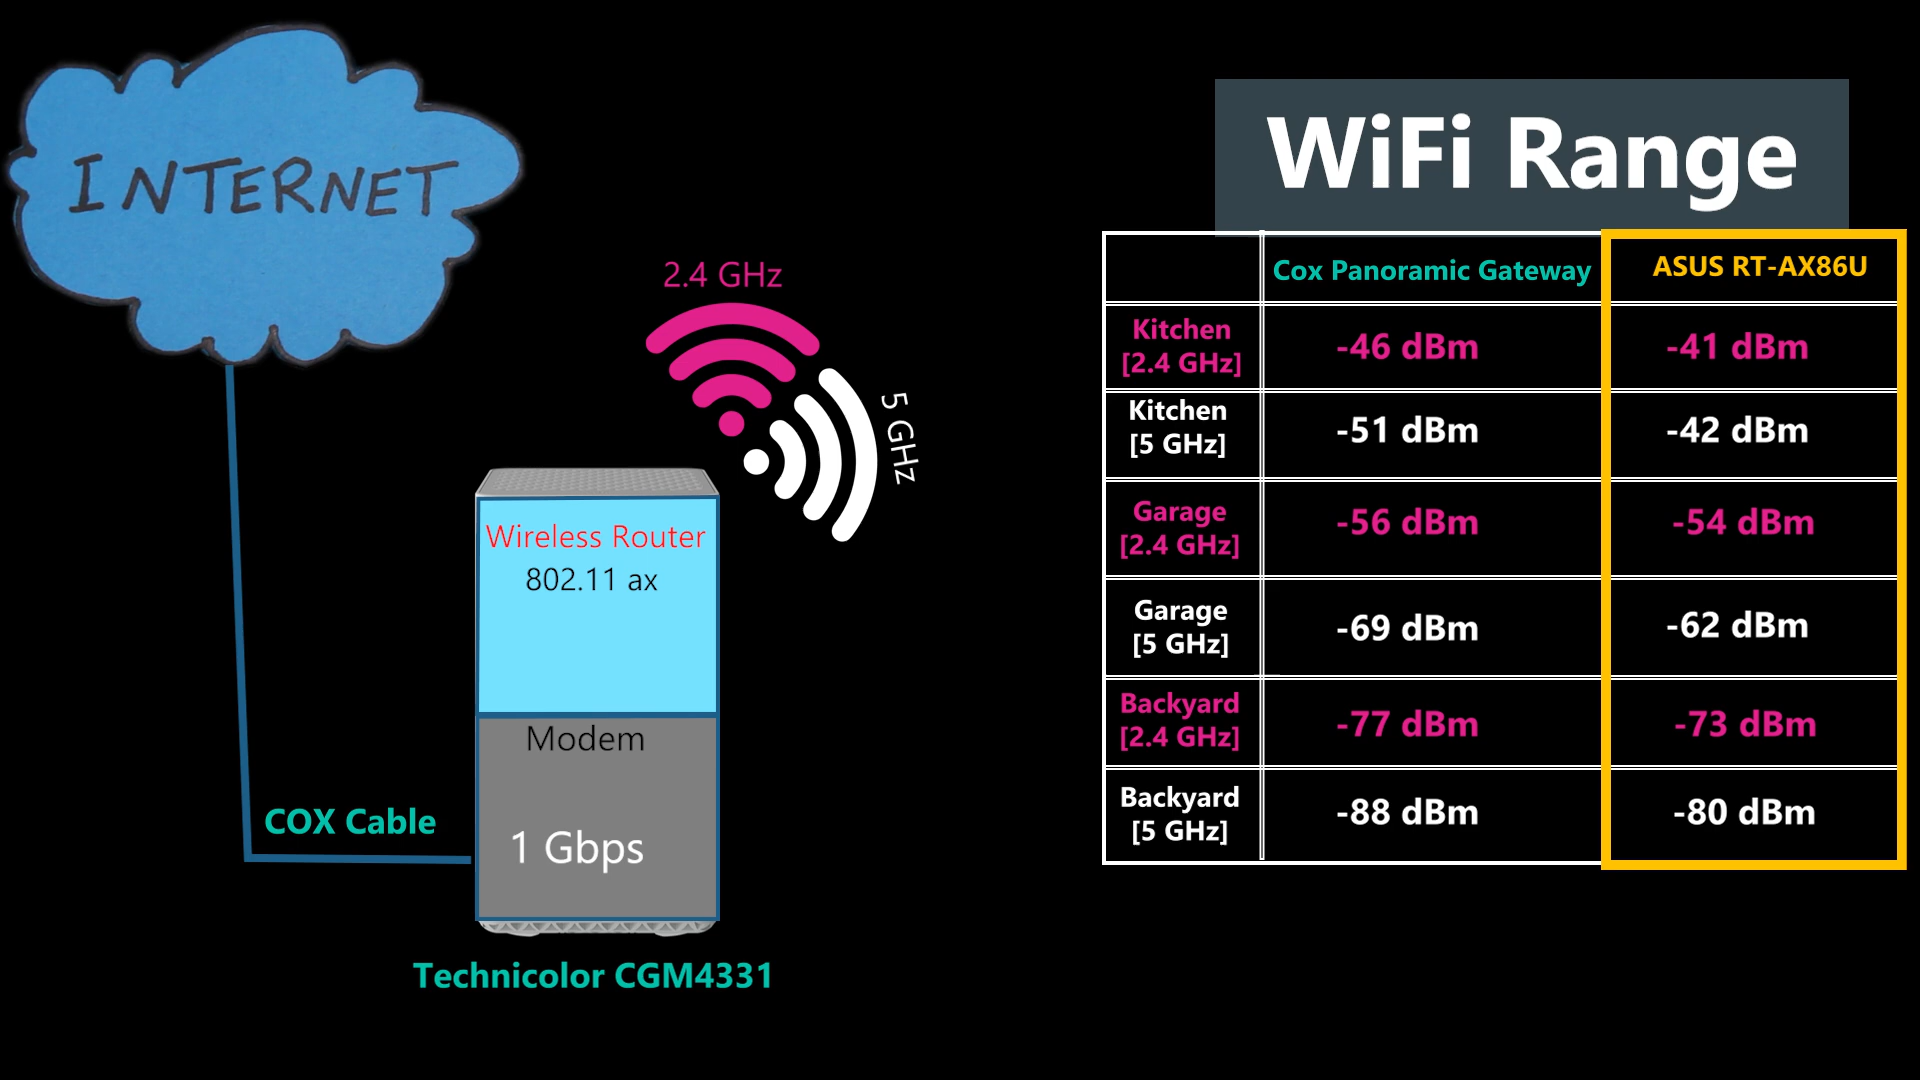 INTERNET
2.4 GHz
5 GHz
Wireless Router
802.11 ax
Modem
1 Gbps
COX Cable
Technicolor CGM4331
WiFi Range
Cox Panoramic Gateway
ASUS RT-AX86U
Kitchen
[2.4 GHz]
-46 dBm
-41 dBm
Kitchen
[5 GHz]
-51 dBm
-42 dBm
Garage
[2.4 GHz]
-56 dBm
-54 dBm
Garage
[5 GHz]
-69 dBm
-62 dBm
Backyard
[2.4 GHz]
-77 dBm
-73 dBm
Backyard
[5 GHz]
-88 dBm
-80 dBm